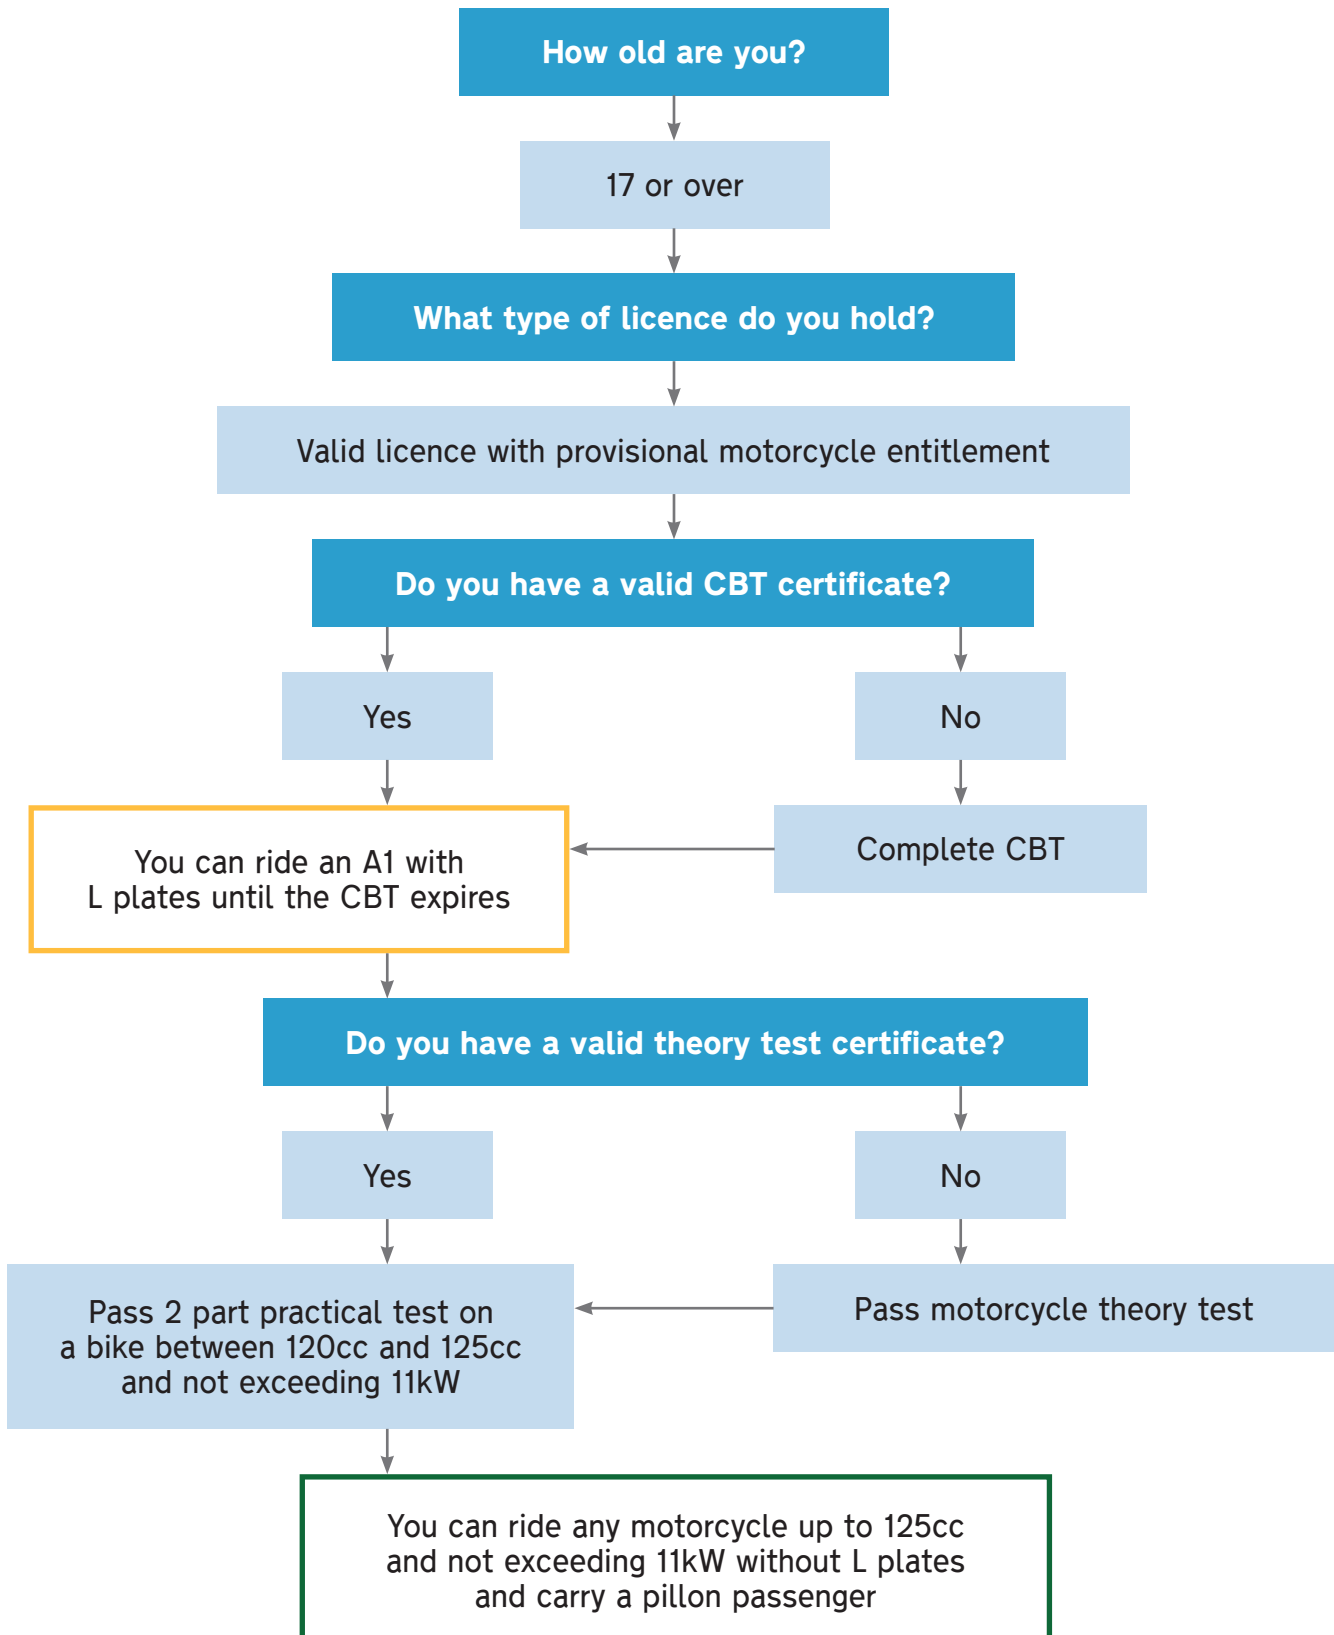 How old are you?
17 or over
What type of licence do you hold?
Valid licence with provisional motorcycle entitlement
Do you have a valid CBT certificate?
Yes
No
You can ride an A1 with
L plates until the CBT expires
Complete CBT
Do you have a valid theory test certificate?
Yes
No
Pass 2 part practical test on
a bike between 120cc and 125cc
and not exceeding 11kW
Pass motorcycle theory test
You can ride any motorcycle up to 125cc
and not exceeding 11kW without L plates
and carry a pillon passenger